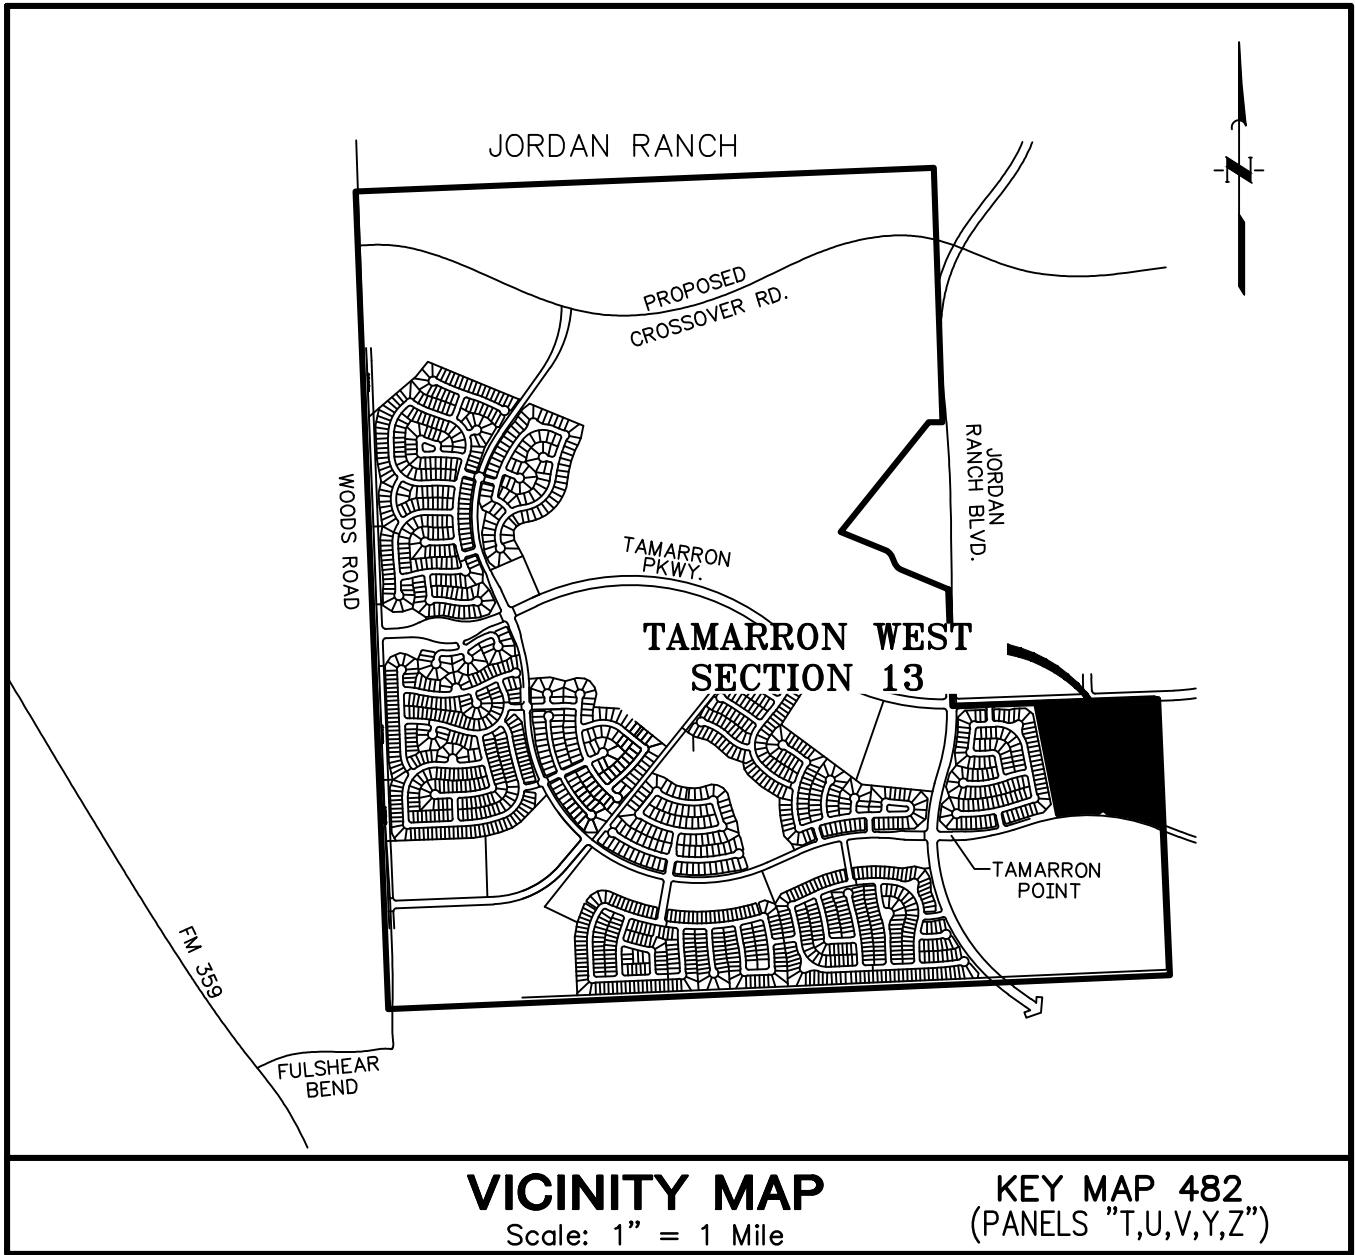 JORDAN RANCH
N
PROPOSED
CROSSOVER RD.
JORDAN
RANCH BLVD.
WOODS ROAD
TAMARRON
PKWY.
TAMARRON WEST
SECTION 13
TAMARRON
POINT
FM 359
FULSHEAR
BEND
VICINITY MAP
Scale: 1" = 1 Mile
KEY MAP 482
(PANELS "T,U,V,Y,Z")